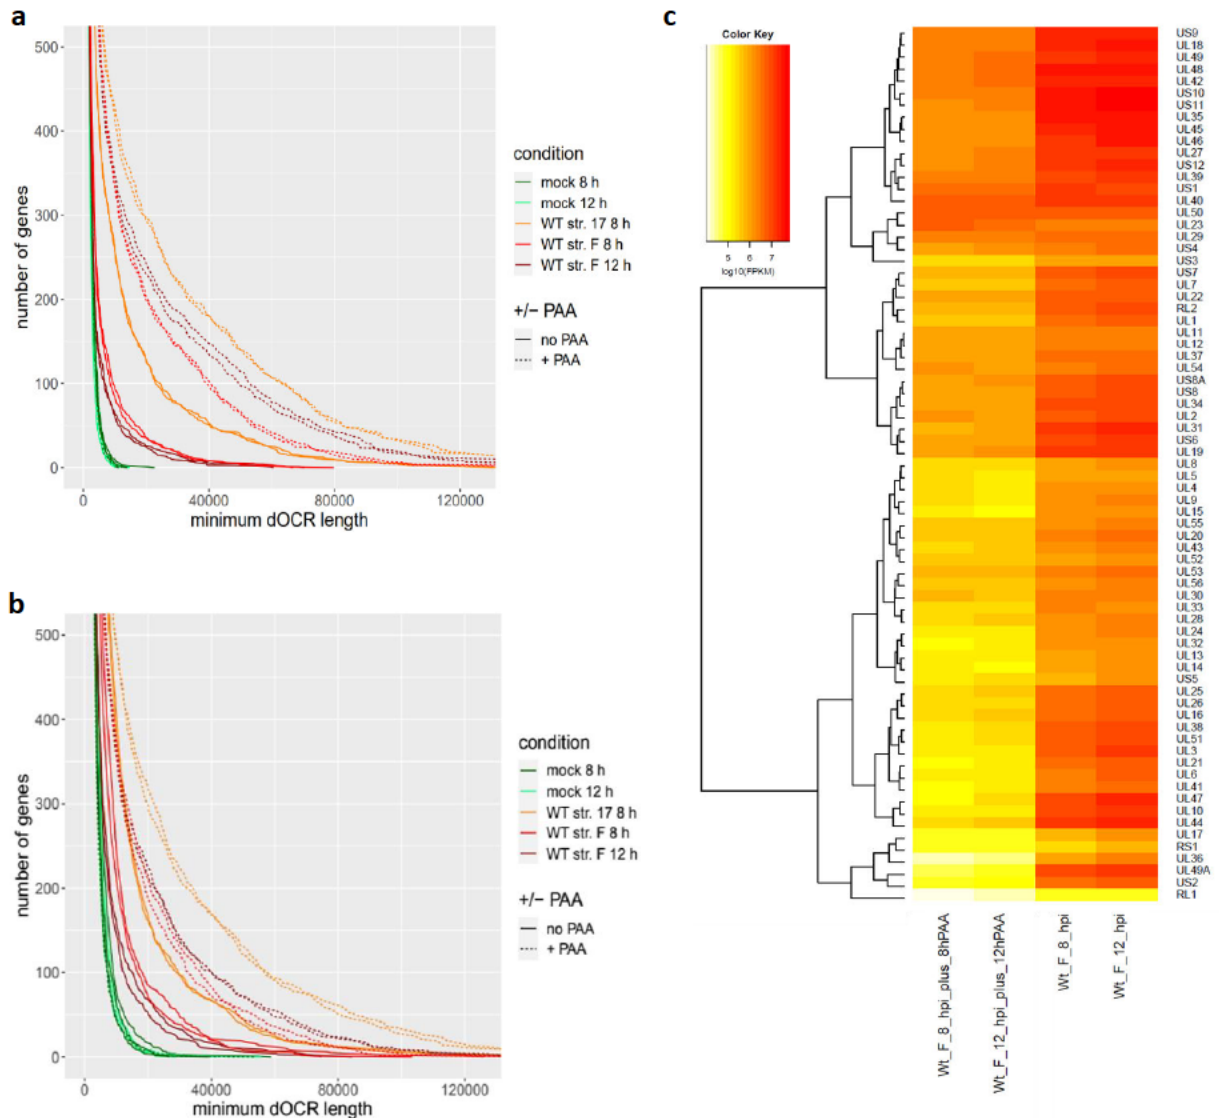 a
500
400
300
200
100
0
number of genes
0
40000
80000
120000
minimum dOCR length
condition
mock 8 h
mock 12 h
WT str. 17 8 h
WT str. F 8 h
WT str. F 12 h
+/− PAA
no PAA
+ PAA
b
500
400
300
200
100
0
number of genes
0
40000
80000
120000
minimum dOCR length
condition
mock 8 h
mock 12 h
WT str. 17 8 h
WT str. F 8 h
WT str. F 12 h
+/− PAA
no PAA
+ PAA
c
Color Key
5 6 7
log10(FPKM)
US9
UL18
UL49
UL48
UL42
US10
US11
UL35
UL45
UL46
UL27
US12
UL39
US1
UL40
UL50
UL23
UL29
US4
US3
US7
UL7
UL22
RL2
UL1
UL11
UL12
UL37
UL54
US8A
US8
UL34
UL2
UL31
US6
UL19
UL8
UL5
UL4
UL9
UL15
UL55
UL20
UL43
UL52
UL53
UL56
UL30
UL33
UL28
UL24
UL32
UL13
UL14
US5
UL25
UL26
UL16
UL38
UL51
UL3
UL21
UL6
UL41
UL47
UL10
UL44
UL17
RS1
UL36
UL49A
US2
RL1
Wt_F_8_hpi_plus_8hPAA
Wt_F_12_hpi_plus_12hPAA
Wt_F_8_hpi
Wt_F_12_hpi